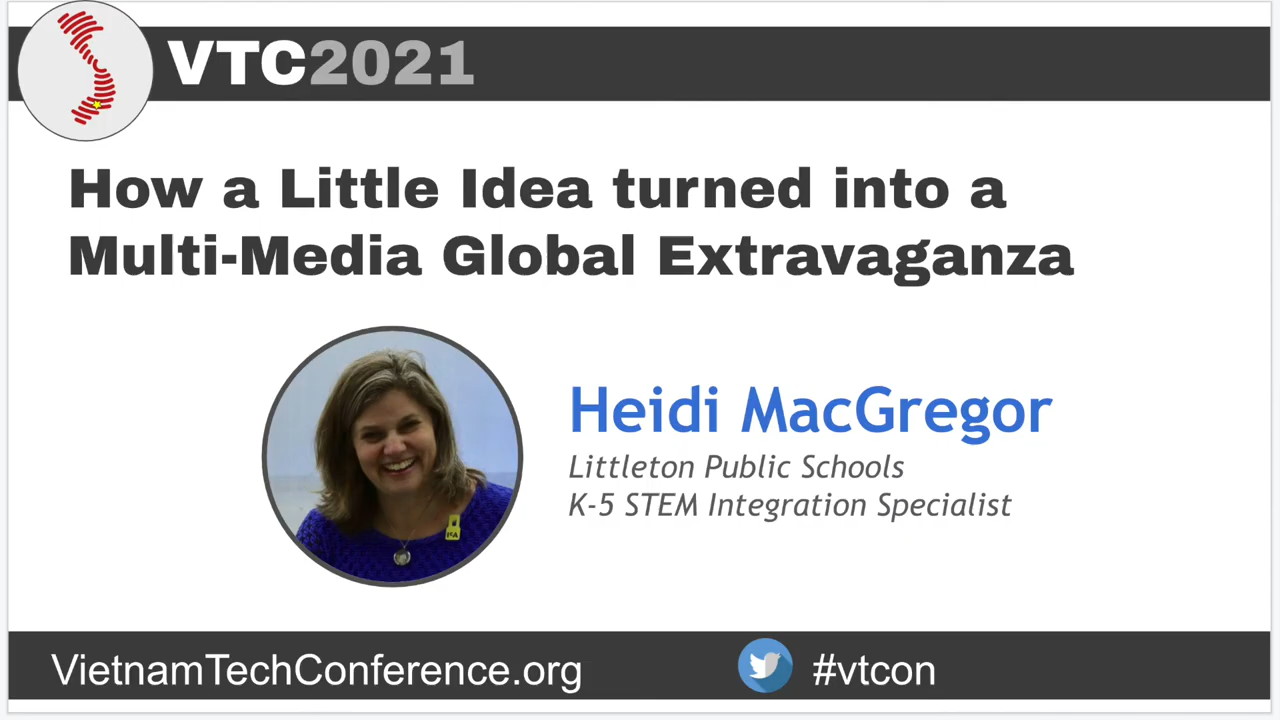 VTC2021
How a Little Idea turned into a
Multi-Media Global Extravaganza
Heidi MacGregor
Littleton Public Schools
K-5 STEM Integration Specialist
VietnamTechConference.org
#vtcon